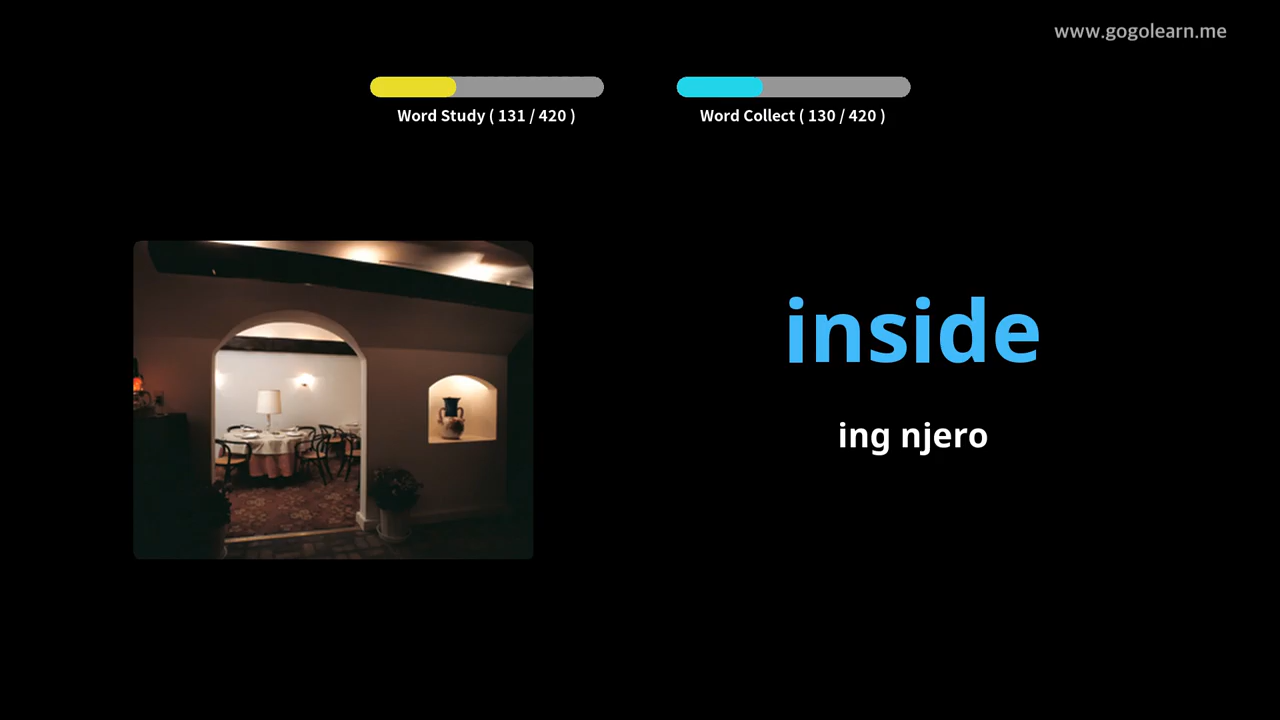 www.gogolearn.me
Word Study ( 131 / 420 )
Word Collect ( 130 / 420 )
inside
ing njero